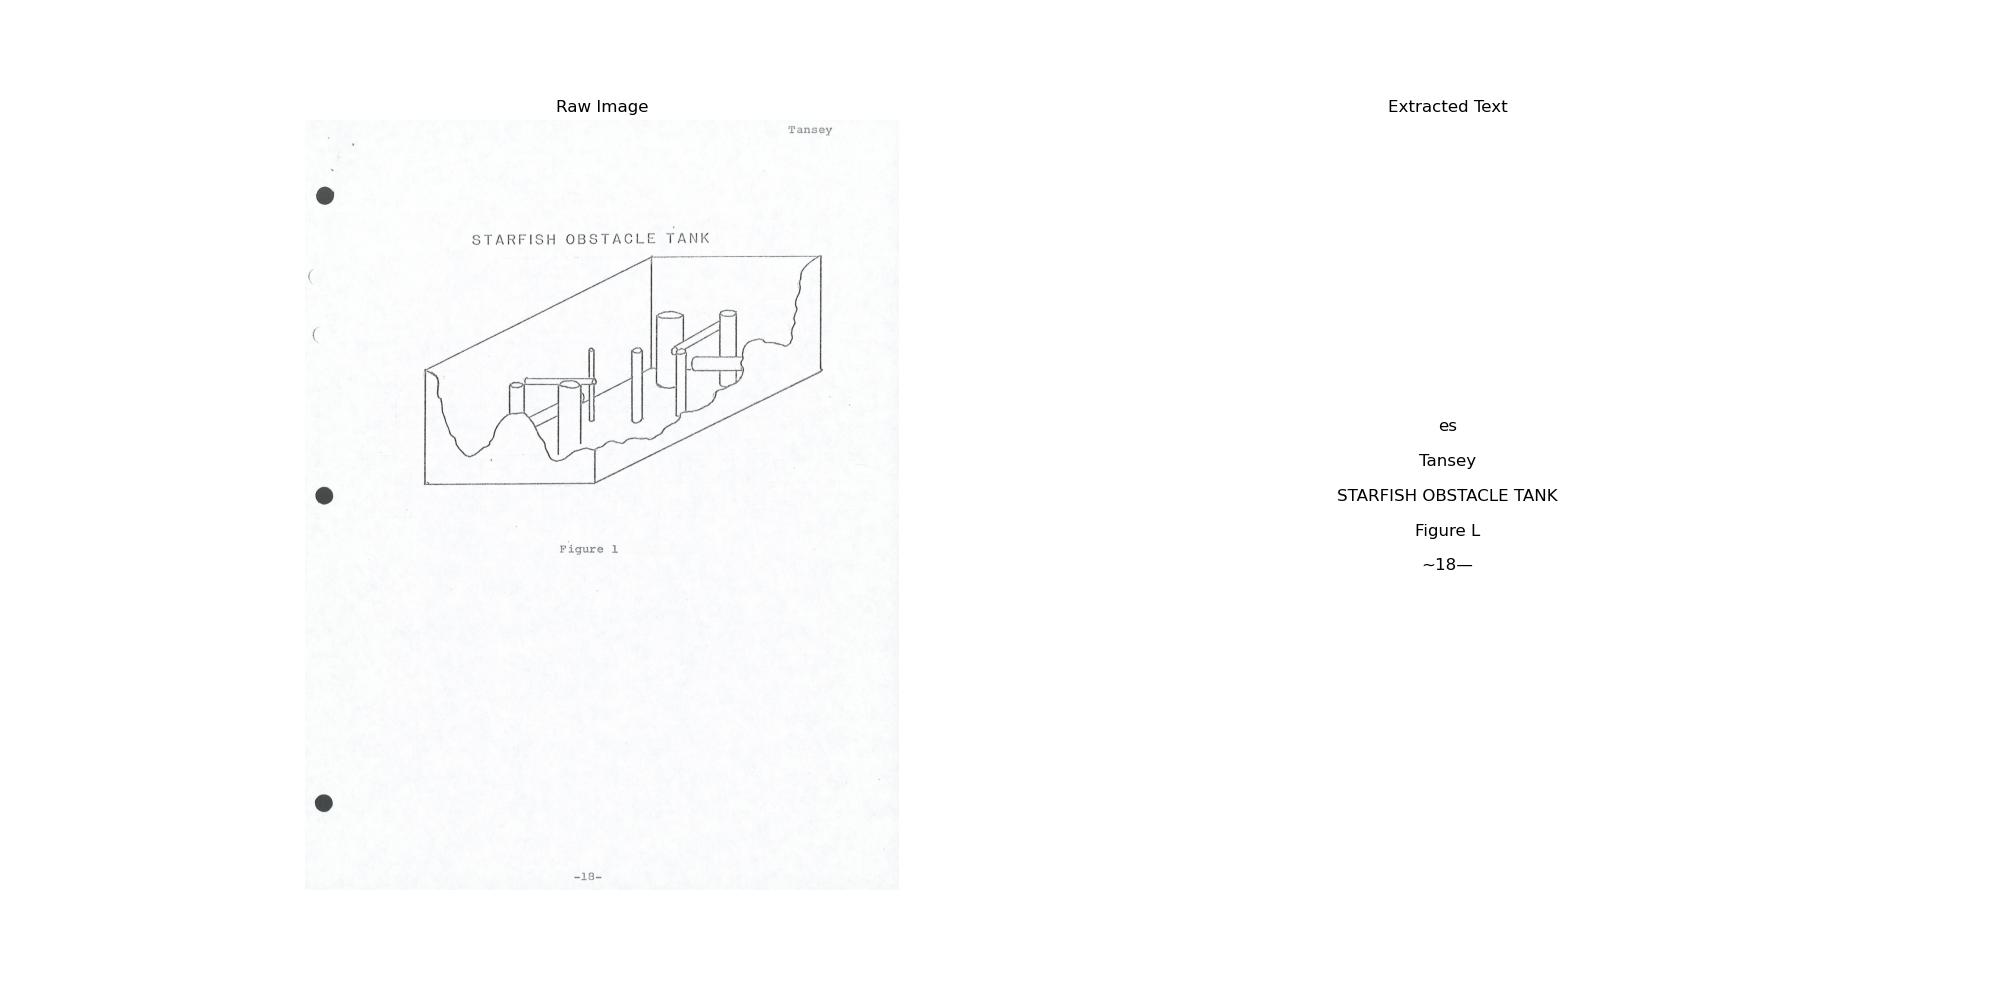 Raw Image
Tansey
STARFISH OBSTACLE TANK
Figure 1
-18-
Extracted Text
es
Tansey
STARFISH OBSTACLE TANK
Figure L
~18—